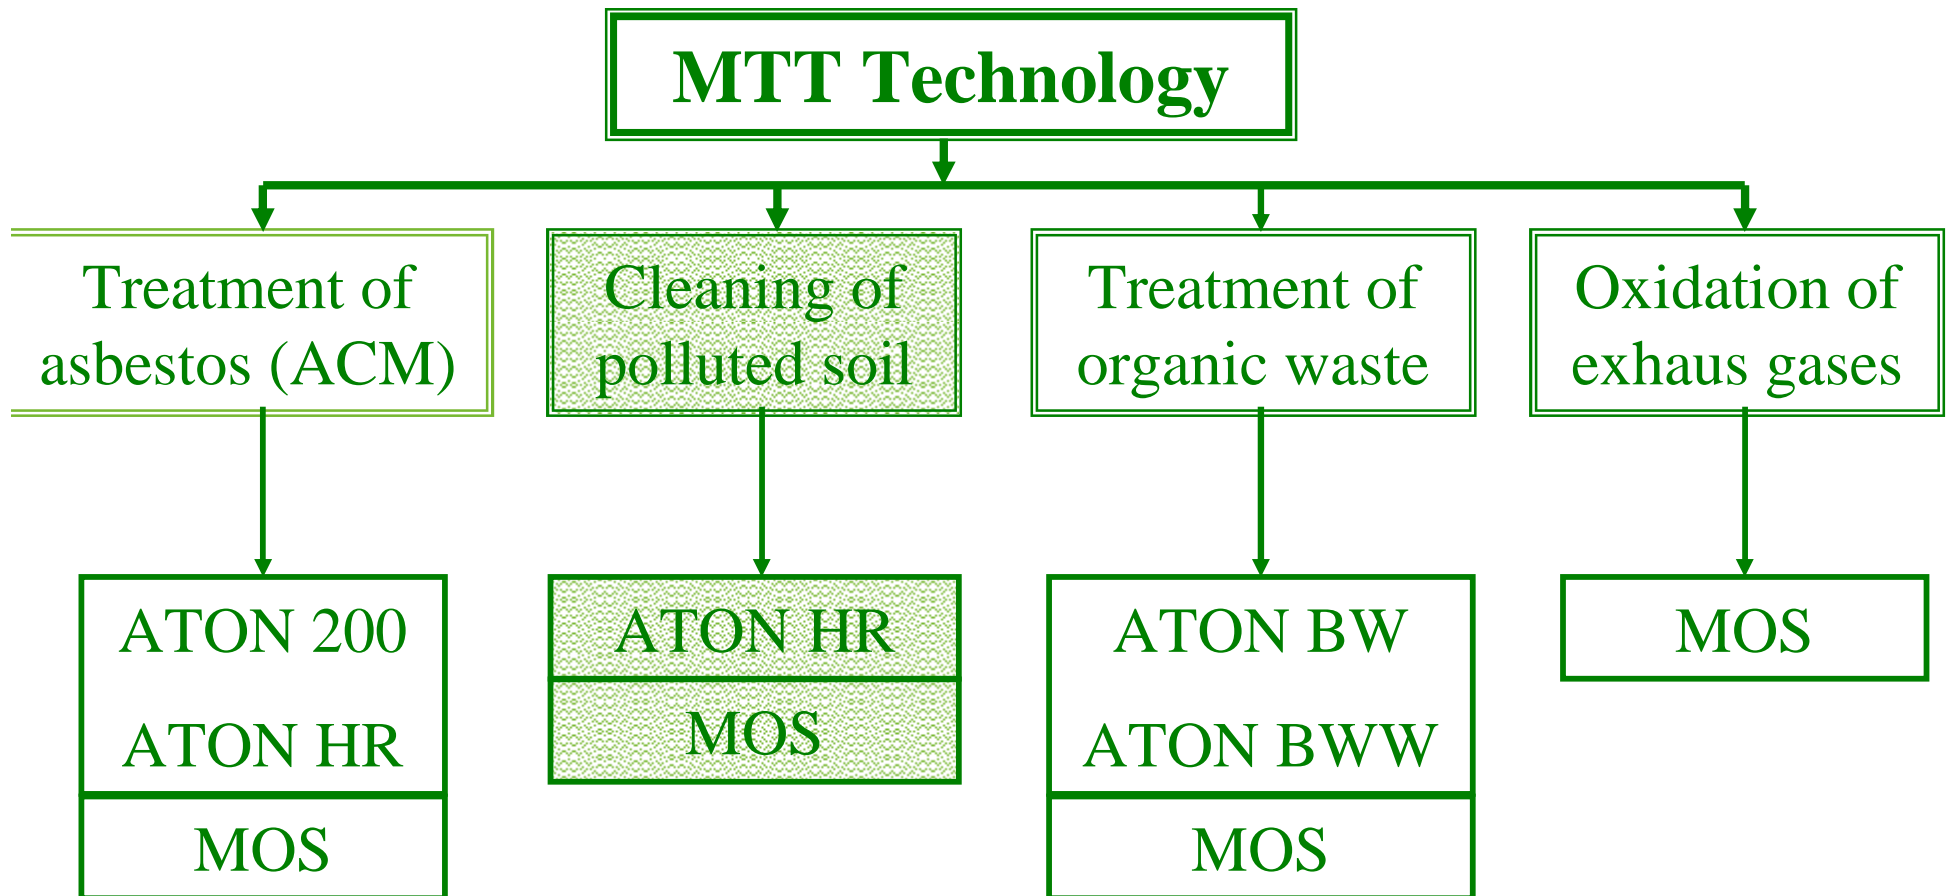 MTT Technology
Treatment of
asbestos (ACM)
Cleaning of
polluted soil
Treatment of
organic waste
Oxidation of
exhaus gases
ATON 200
ATON HR
MOS
ATON HR
MOS
ATON BW
ATON BWW
MOS
MOS